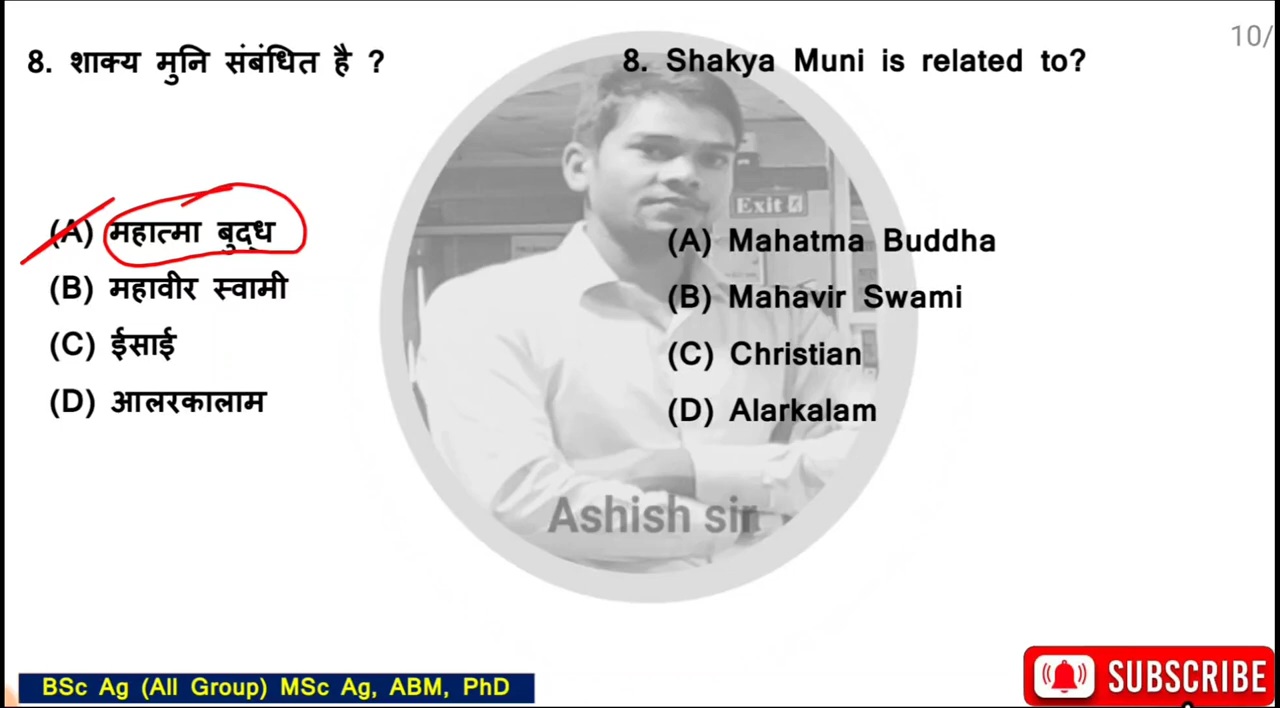 10/
8. शाक्य मुनि संबंधित है ?
8. Shakya Muni is related to?
(A) महात्मा बुद्ध
(B) महावीर स्वामी
(C) ईसाई
(D) आलरकालाम
Exit
(A) Mahatma Buddha
(B) Mahavir Swami
(C) Christian
(D) Alarkalam
Ashish sir
BSc Ag (All Group) MSc Ag, ABM, PhD
SUBSCRIBE